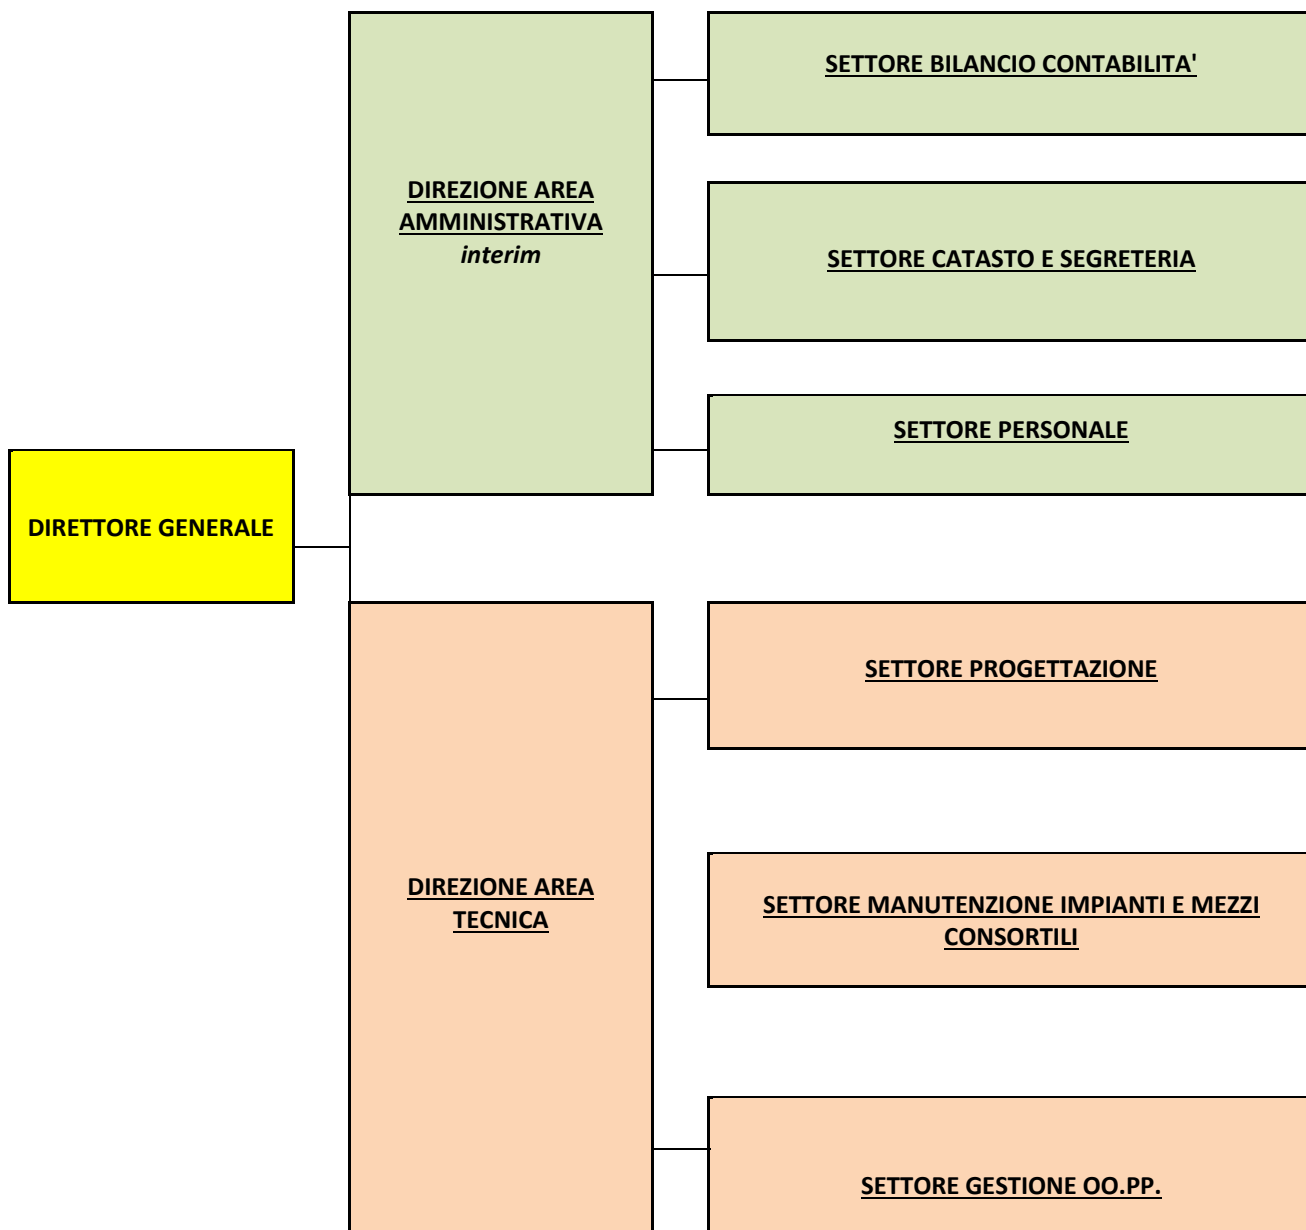 SETTORE BILANCIO CONTABILITA'
DIREZIONE AREA
AMMINISTRATIVA
interim
SETTORE CATASTO E SEGRETERIA
SETTORE PERSONALE
DIRETTORE GENERALE
SETTORE PROGETTAZIONE
DIREZIONE AREA
TECNICA
SETTORE MANUTENZIONE IMPIANTI E MEZZI
CONSORTILI
SETTORE GESTIONE OO.PP.